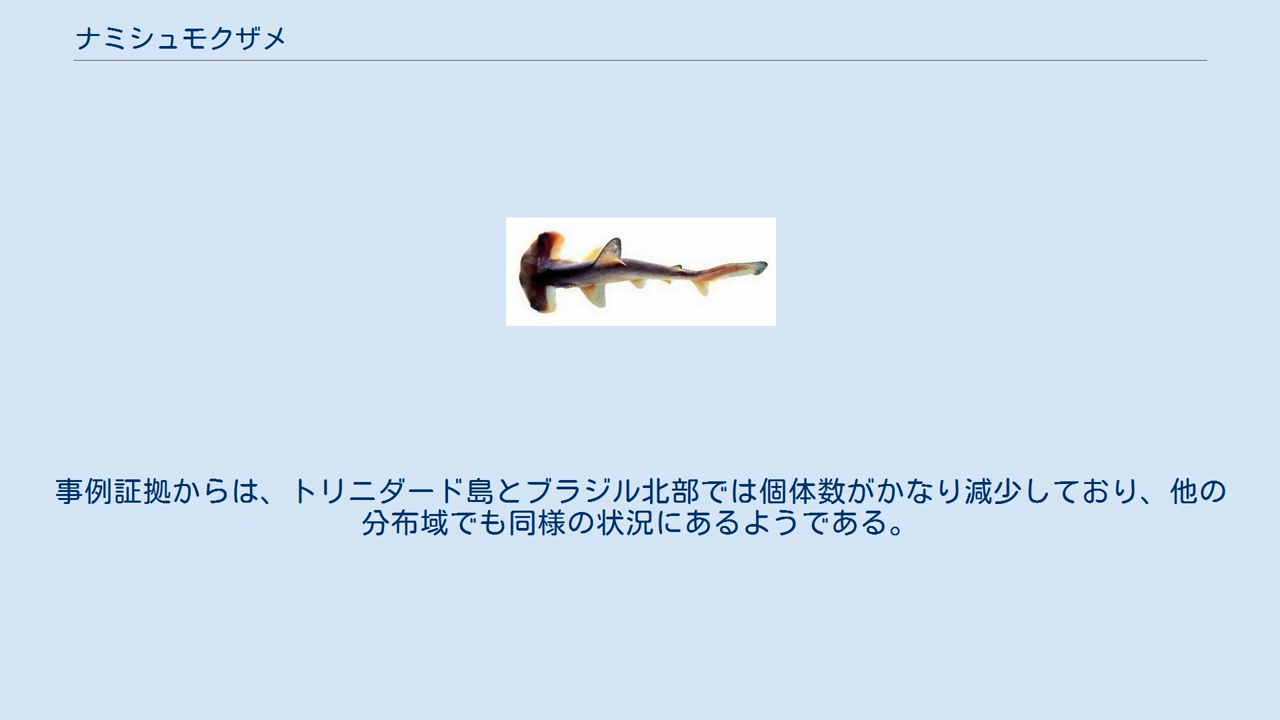 ナミシュモクザメ
事例証拠からは、トリニダード島とブラジル北部では個体数がかなり減少しており、他の
分布域でも同様の状況にあるようである。